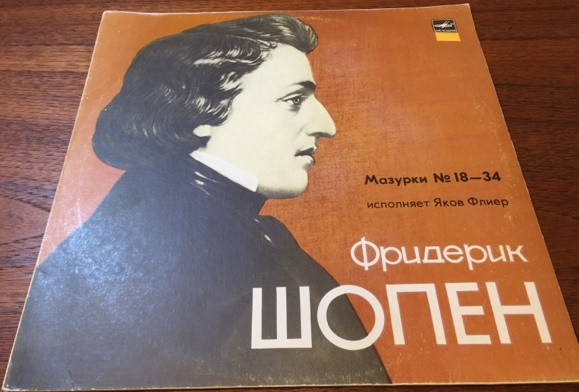 Мазурки № 18—34
исполняет Яков Флиер
Фридерик
ШОПЕН